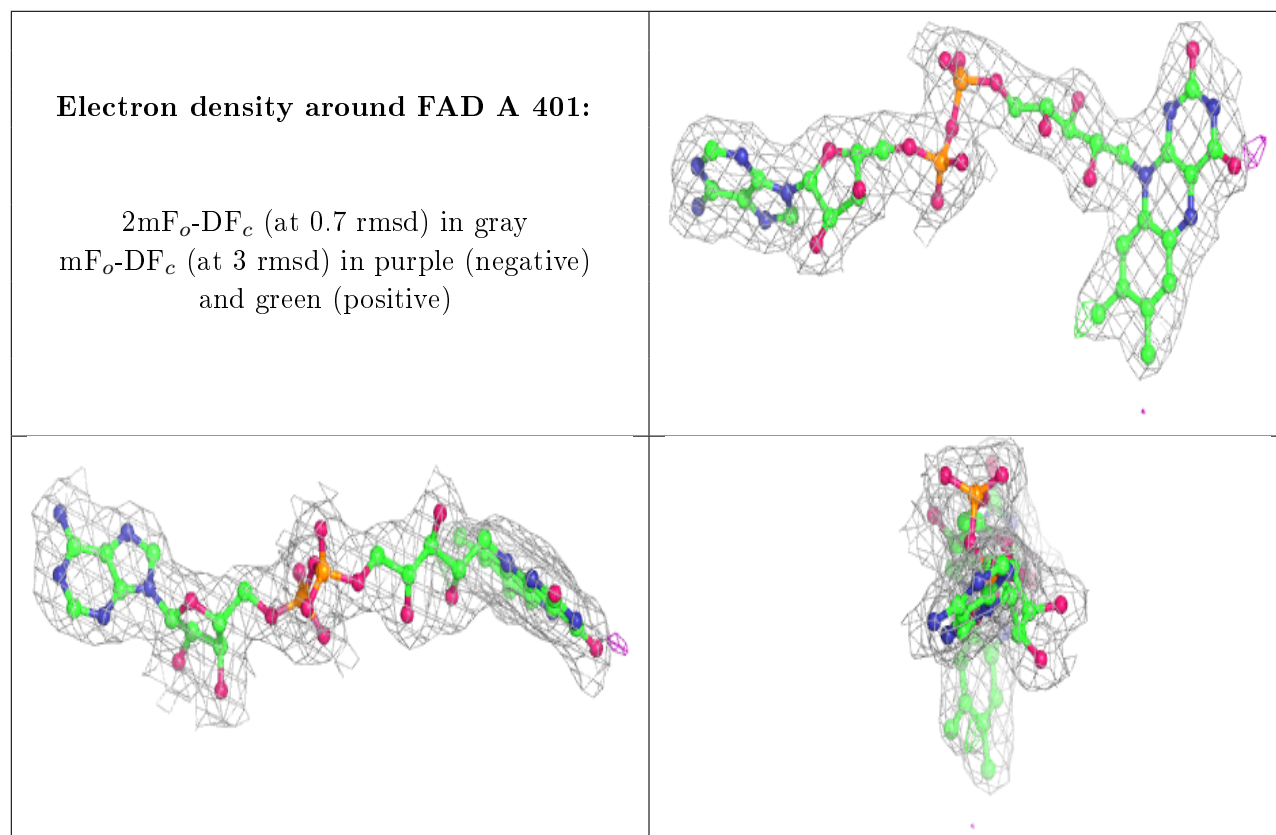 Electron density around FAD A 401:
2mFₒ-DF𝒸 (at 0.7 rmsd) in gray
mFₒ-DF𝒸 (at 3 rmsd) in purple (negative)
and green (positive)